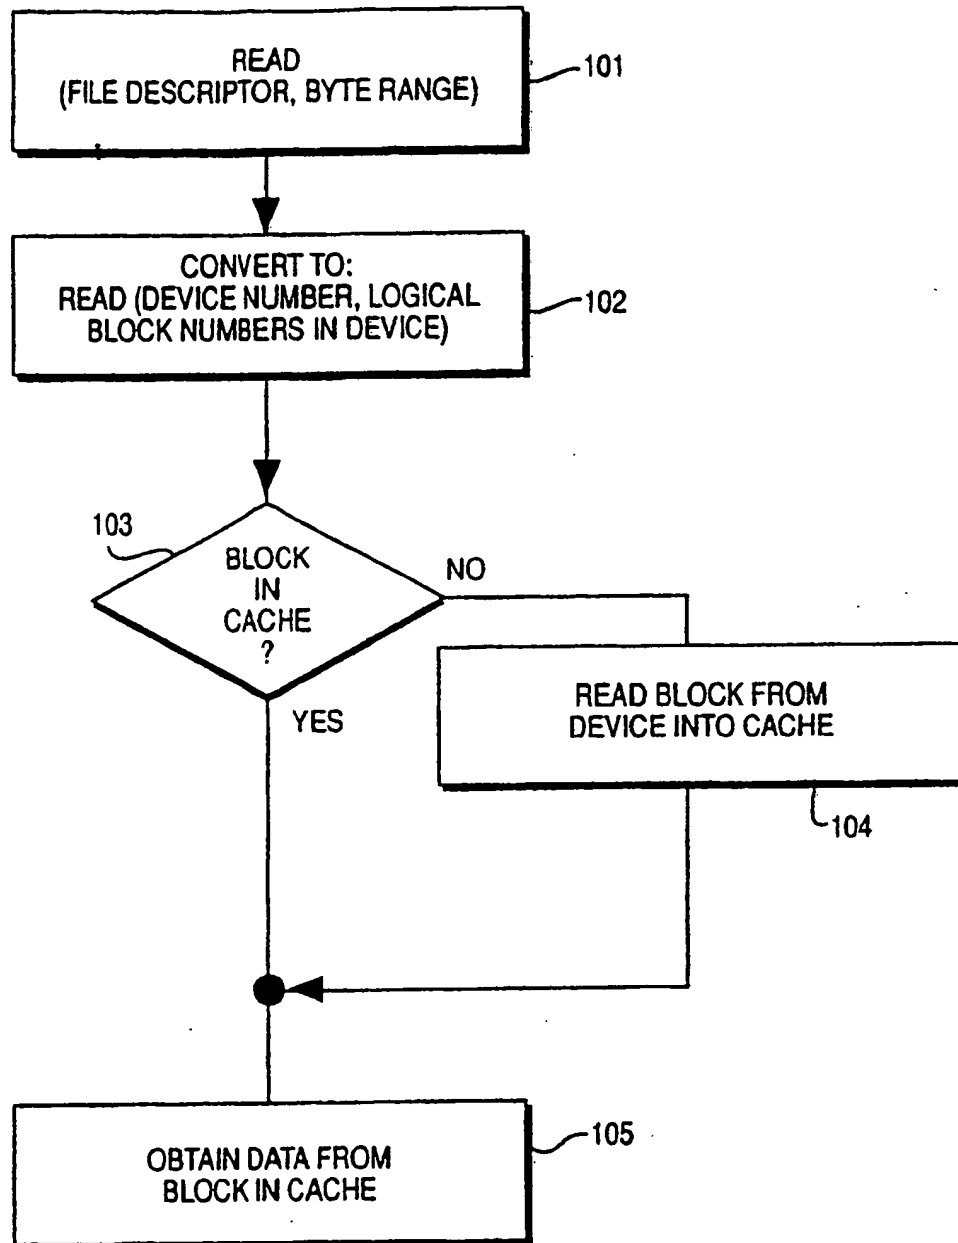 READ
(FILE DESCRIPTOR, BYTE RANGE)
101
CONVERT TO:
READ (DEVICE NUMBER, LOGICAL
BLOCK NUMBERS IN DEVICE)
102
103
BLOCK
IN
CACHE
?
NO
YES
READ BLOCK FROM
DEVICE INTO CACHE
104
OBTAIN DATA FROM
BLOCK IN CACHE
105